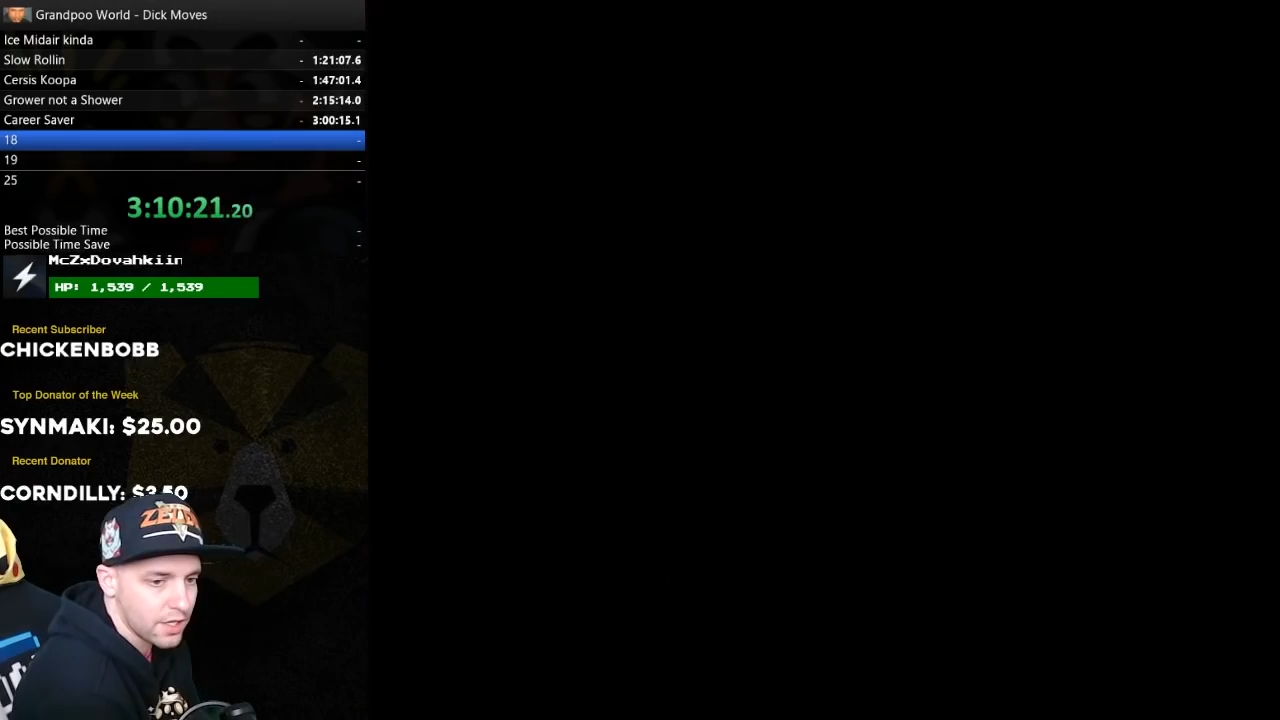 Grandpoo World - Dick Moves
Ice Midair kinda - -
Slow Rollin - 1:21:07.6
Cersis Koopa - 1:47:01.4
Grower not a Shower - 2:15:14.0
Career Saver - 3:00:15.1
18 -
19 -
25 -
3:10:21.20
Best Possible Time -
Possible Time Save -
McZxDovahkiin
HP: 1,539 / 1,539
Recent Subscriber
CHICKENBOBB
Top Donator of the Week
SYNMAKI: $25.00
Recent Donator
CORNDILLY: $3.50